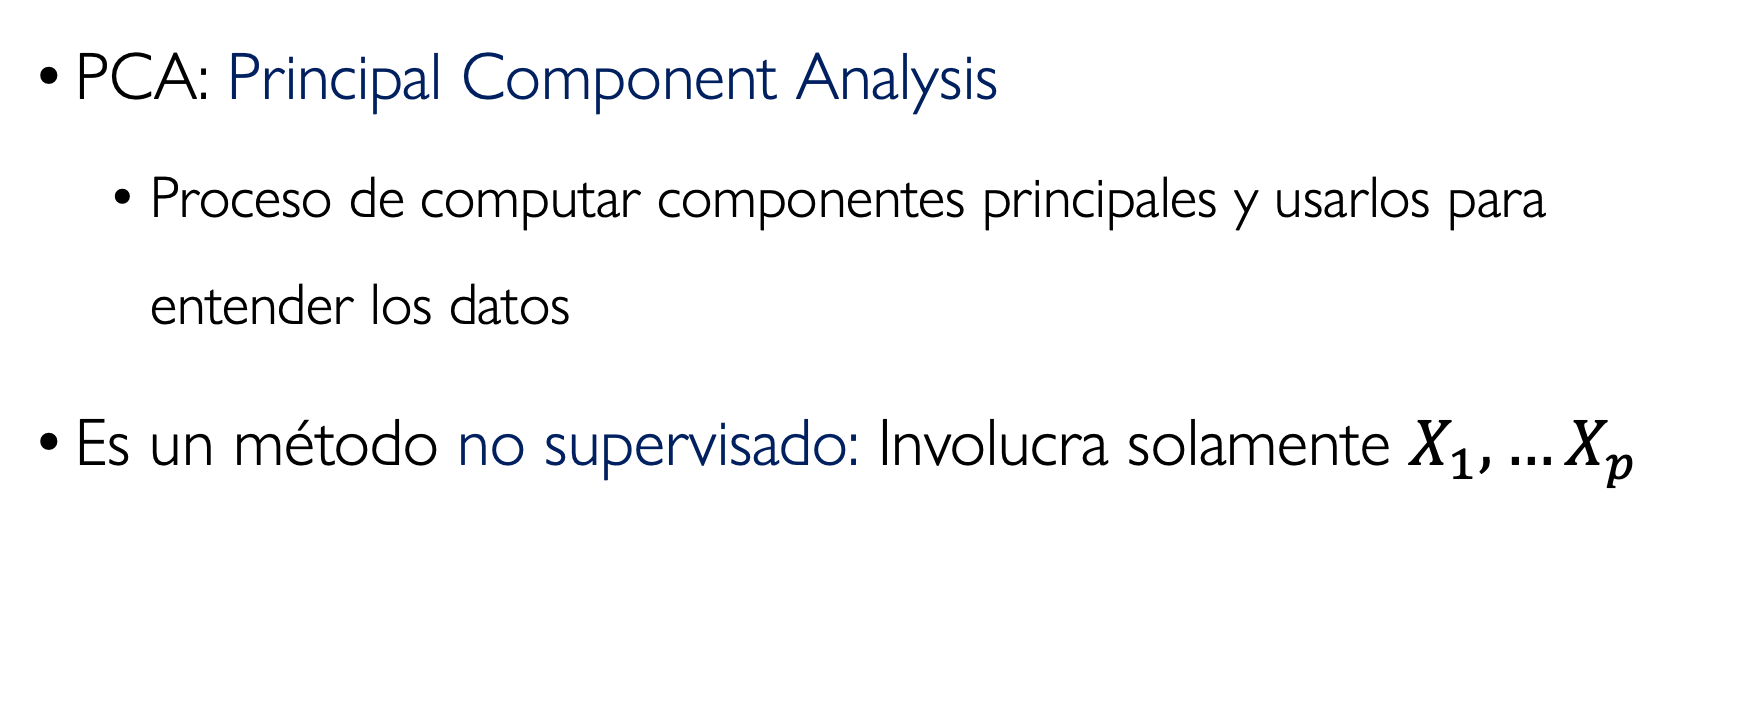 • PCA: Principal Component Analysis
• Proceso de computar componentes principales y usarlos para
entender los datos
• Es un método no supervisado: Involucra solamente X₁, … Xₚ